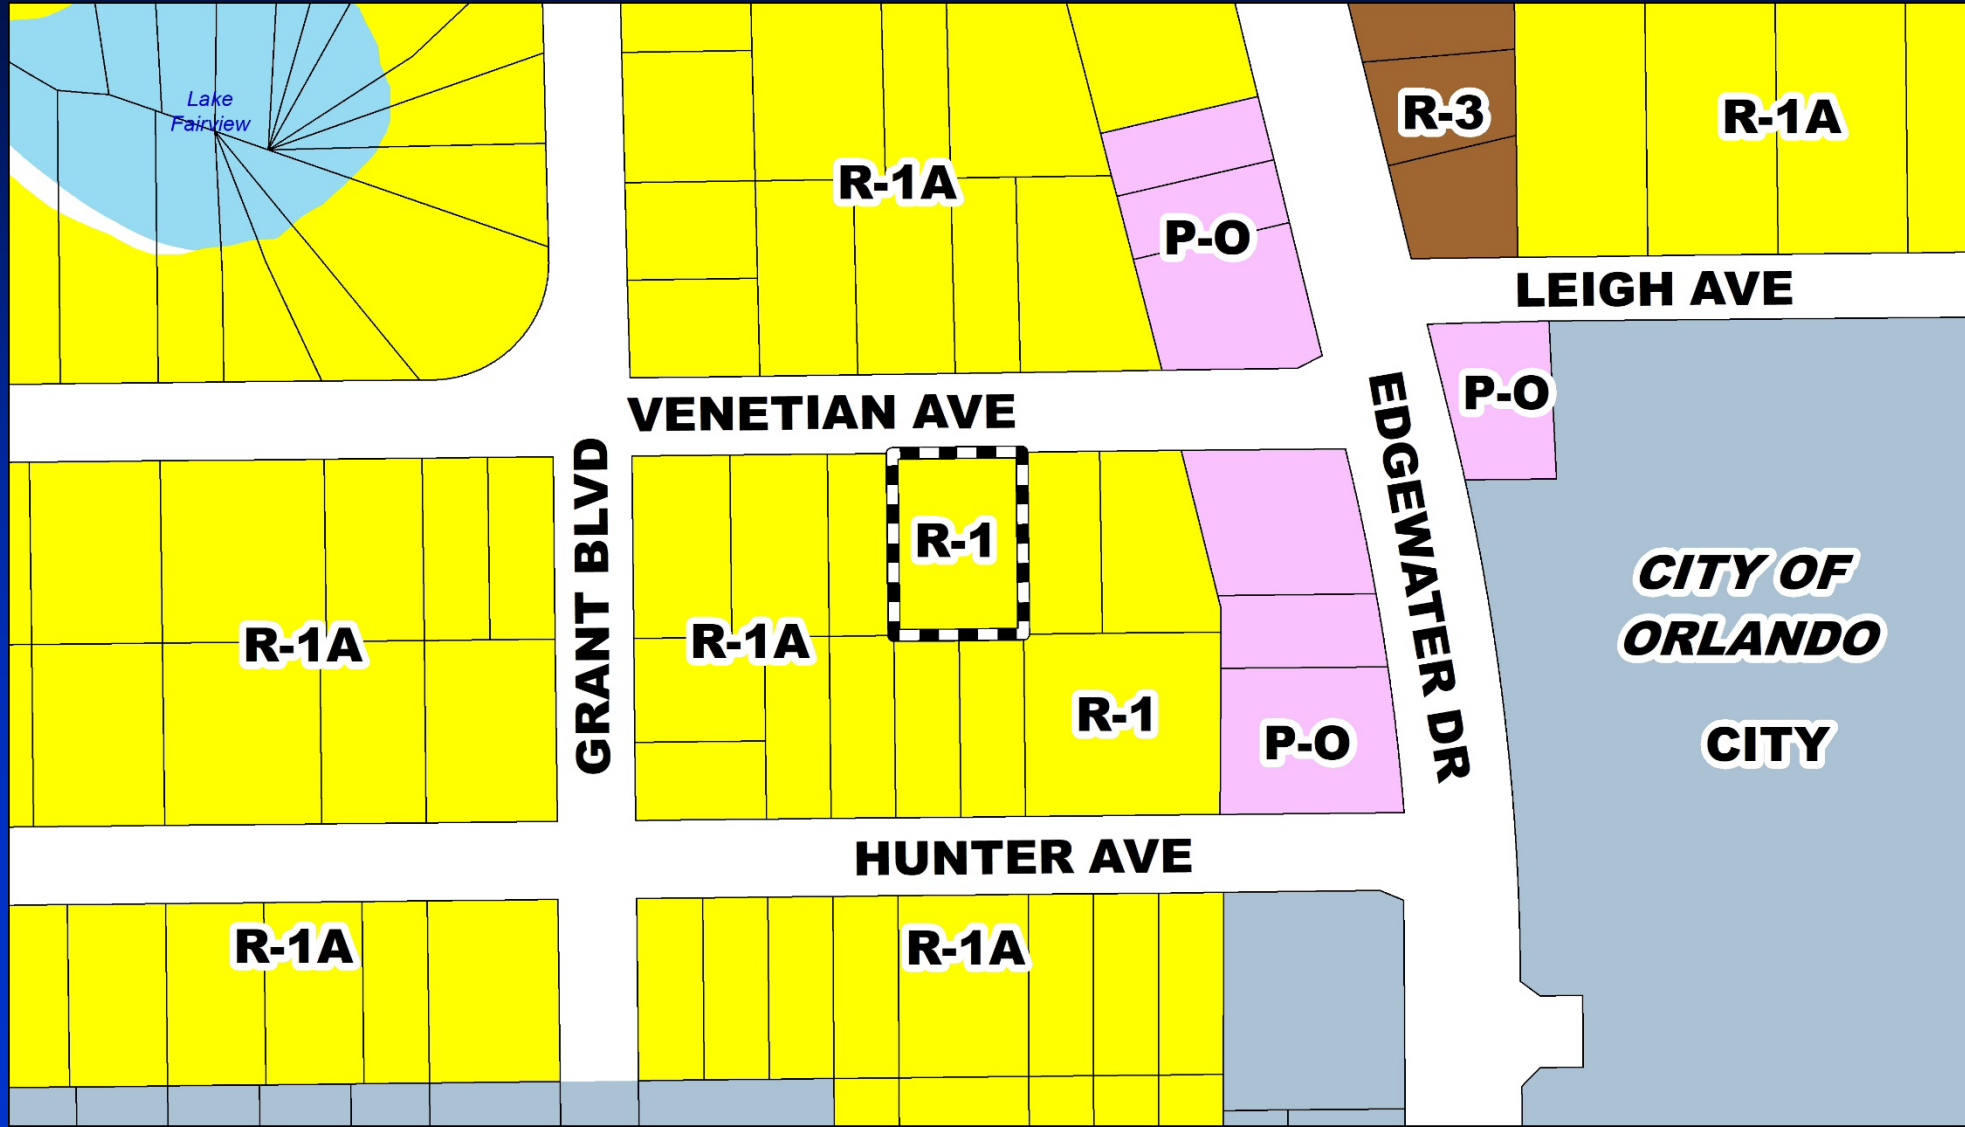 Lake
Fairview
R-1A
P-O
R-3
R-1A
LEIGH AVE
P-O
VENETIAN AVE
EDGEWATER DR
GRANT BLVD
R-1
R-1A
R-1A
R-1
P-O
CITY OF
ORLANDO
CITY
HUNTER AVE
R-1A
R-1A